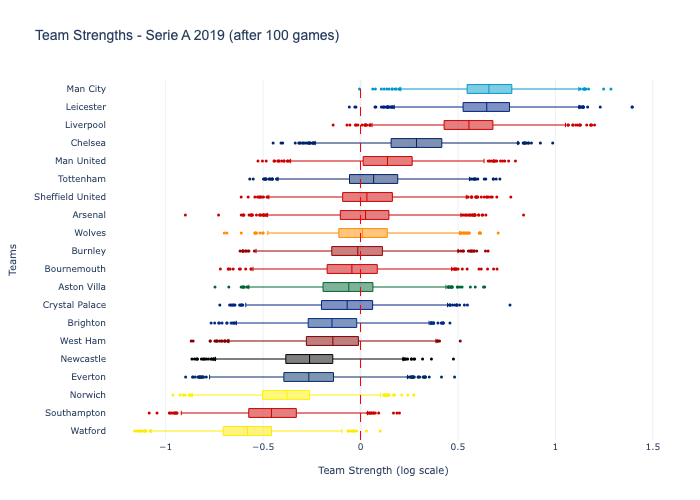 Team Strengths - Serie A 2019 (after 100 games)
Man City
Leicester
Liverpool
Chelsea
Man United
Tottenham
Sheffield United
Arsenal
Wolves
Burnley
Bournemouth
Aston Villa
Crystal Palace
Brighton
West Ham
Newcastle
Everton
Norwich
Southampton
Watford
Teams
−1 −0.5 0 0.5 1 1.5
Team Strength (log scale)